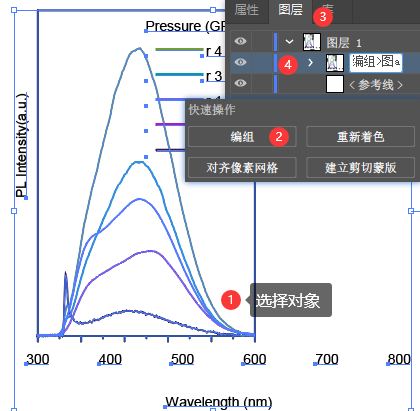 属性 图层
3
Pressure (GF
图层 1
r 4
4
编组>图a
r 3
<参考线>
快速操作
编组
2
重新着色
对齐像素网格
建立剪切蒙版
PL Intensity(a.u.)
1
选择对象
300 400 500 600 700 800
Wavelength (nm)